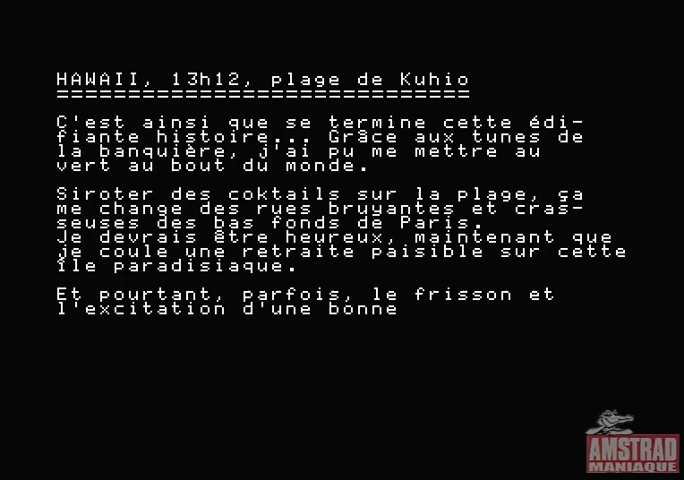 HAWAII, 13h12, plage de Kuhio
=============================
C'est ainsi que se termine cette édi-
fiante histoire... Grâce aux tunes de
la banquière, j'ai pu me mettre au
vert au bout du monde.
Siroter des coktails sur la plage, ça
me change des rues bruyantes et cras-
seuses des bas fonds de Paris.
Je devrais être heureux, maintenant que
je coule une retraite paisible sur cette
île paradisiaque.
Et pourtant, parfois, le frisson et
l'excitation d'une bonne
AMSTRAD
MANIAQUE